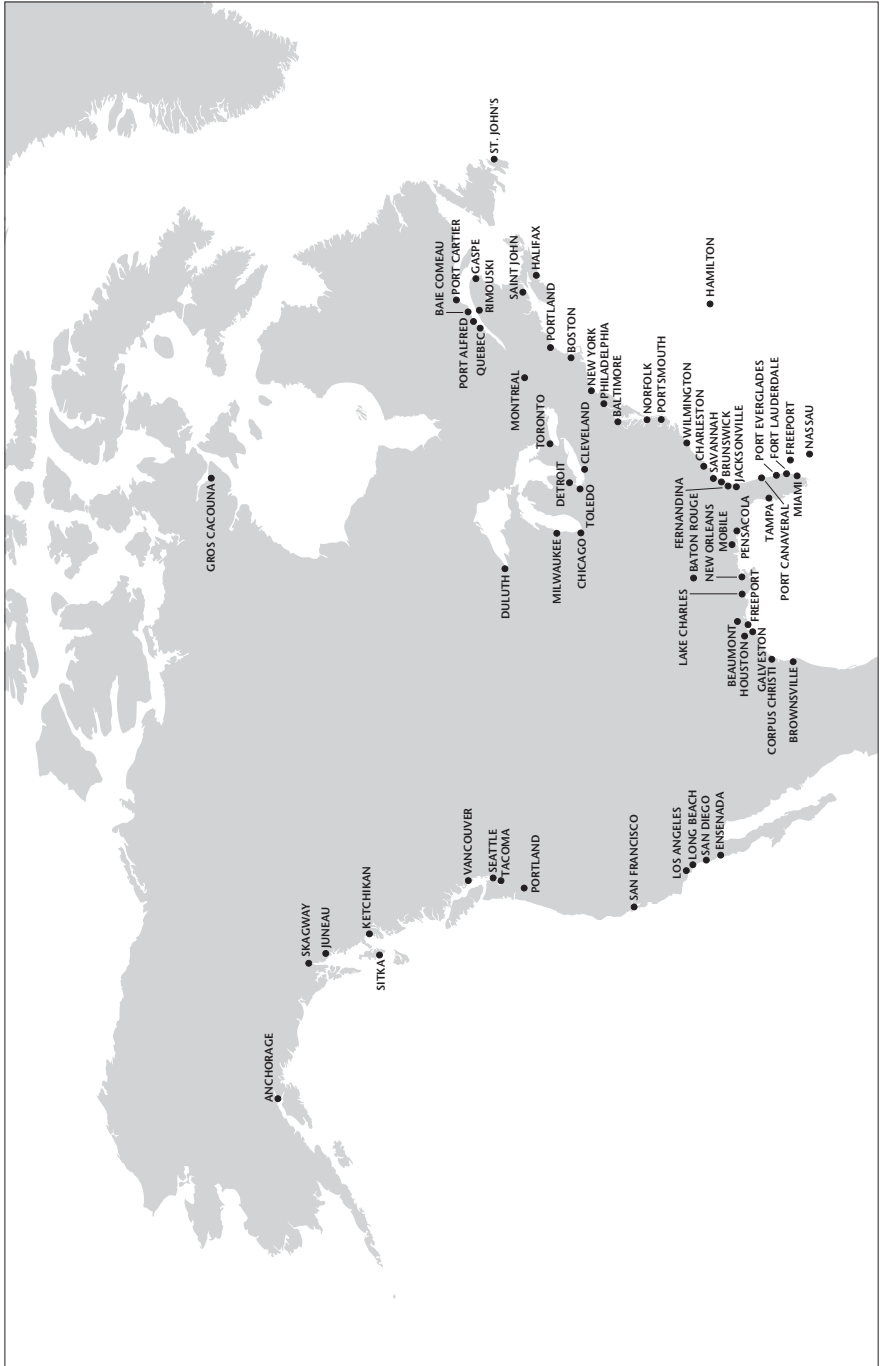 ANCHORAGE
SKAGWAY
JUNEAU
SITKA
KETCHIKAN
VANCOUVER
SEATTLE
TACOMA
PORTLAND
SAN FRANCISCO
LOS ANGELES
LONG BEACH
SAN DIEGO
ENSENADA
GROS CACOUNA
DULUTH
MILWAUKEE
CHICAGO
DETROIT
TOLEDO
CLEVELAND
TORONTO
MONTREAL
BAIE COMEAU
PORT CARTIER
PORT ALFRED
QUEBEC
GASPE
RIMOUSKI
ST. JOHN'S
SAINT JOHN
HALIFAX
PORTLAND
BOSTON
NEW YORK
PHILADELPHIA
BALTIMORE
NORFOLK
PORTSMOUTH
HAMILTON
WILMINGTON
CHARLESTON
SAVANNAH
BRUNSWICK
JACKSONVILLE
FERNANDINA
BATON ROUGE
NEW ORLEANS
MOBILE
PENSACOLA
LAKE CHARLES
BEAUMONT
HOUSTON
FREEPORT
GALVESTON
CORPUS CHRISTI
BROWNSVILLE
TAMPA
PORT CANAVERAL
PORT EVERGLADES
FORT LAUDERDALE
FREEPORT
MIAMI
NASSAU